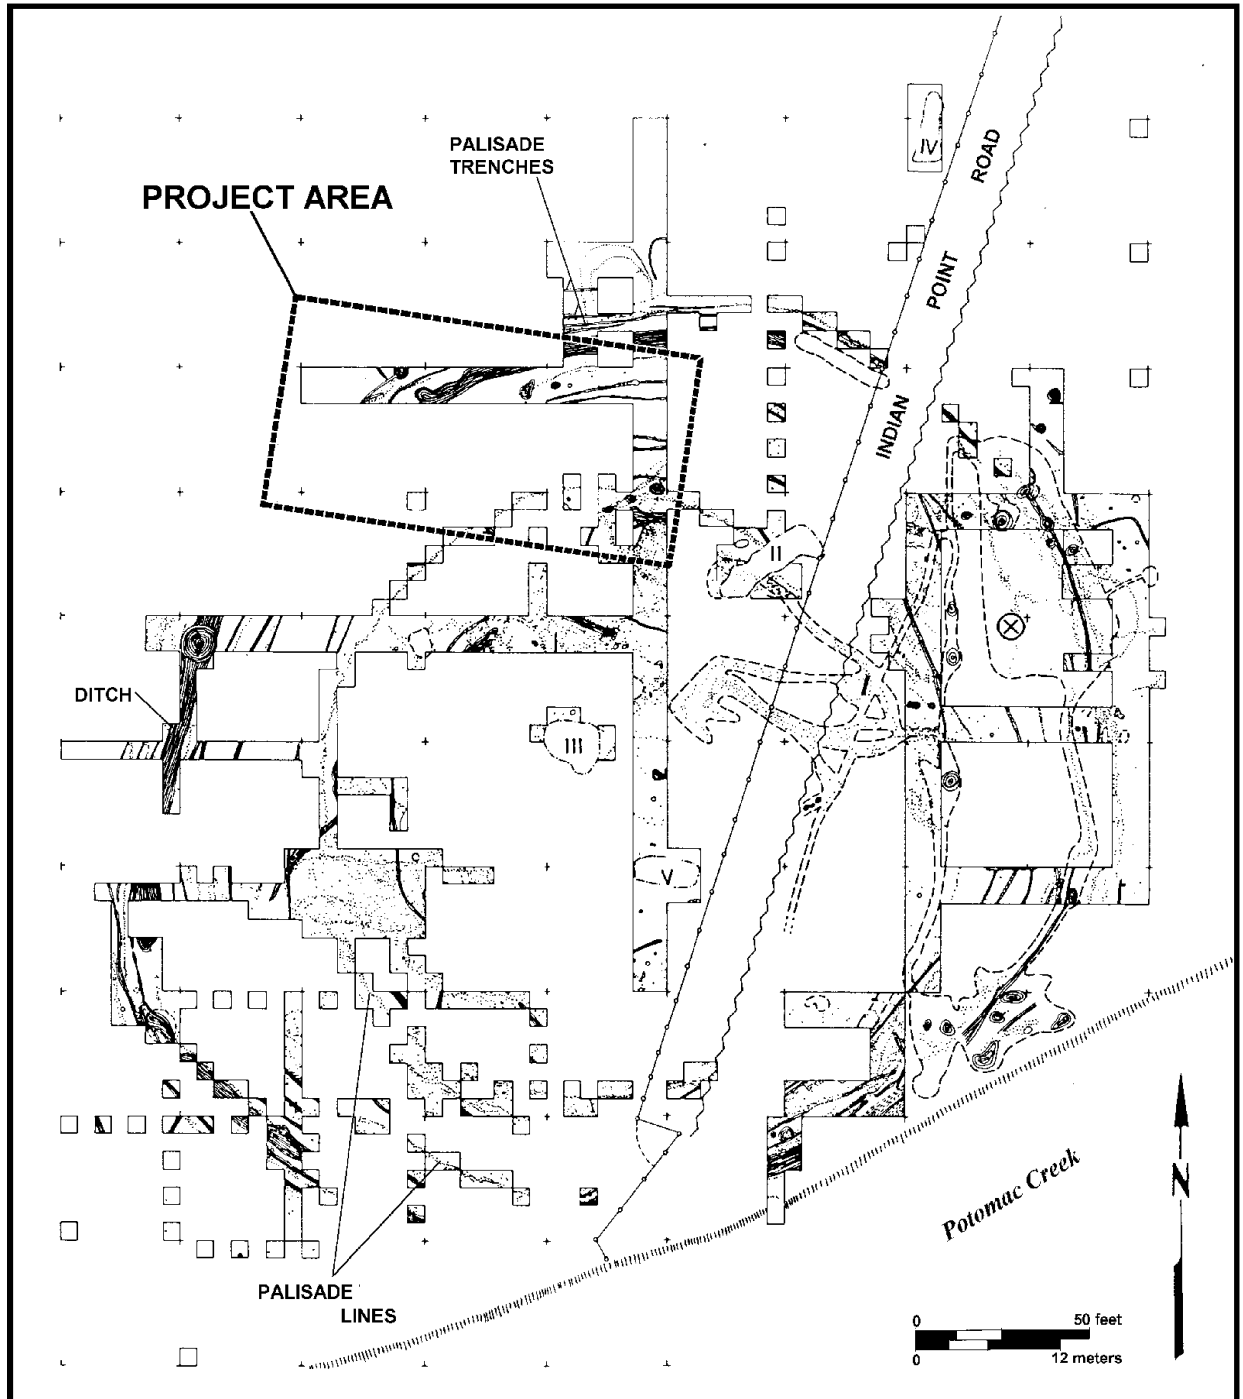 PALISADE
TRENCHES
PROJECT AREA
IV
ROAD
POINT
INDIAN
II
DITCH
III
V
N
Potomac Creek
PALISADE
LINES
0 50 feet
0 12 meters